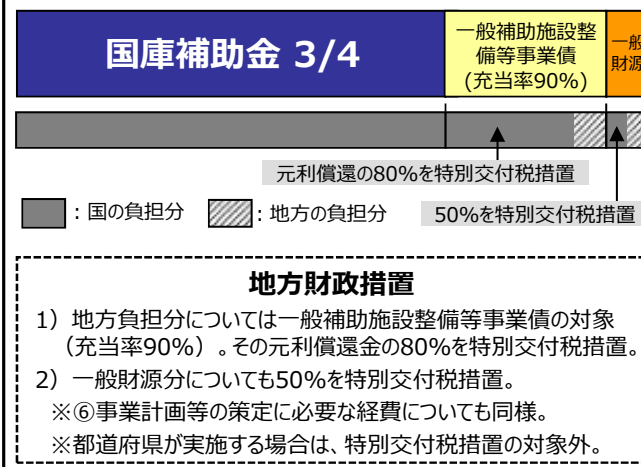 国庫補助金 3/4
一般補助施設整
備等事業債
(充当率90%)
一般
財源
元利償還の80%を特別交付税措置
：国の負担分
：地方の負担分
50%を特別交付税措置
地方財政措置
1）地方負担分については一般補助施設整備等事業債の対象
（充当率90%）。その元利償還金の80%を特別交付税措置。
2）一般財源分についても50%を特別交付税措置。
※⑥事業計画等の策定に必要な経費についても同様。
※都道府県が実施する場合は、特別交付税措置の対象外。